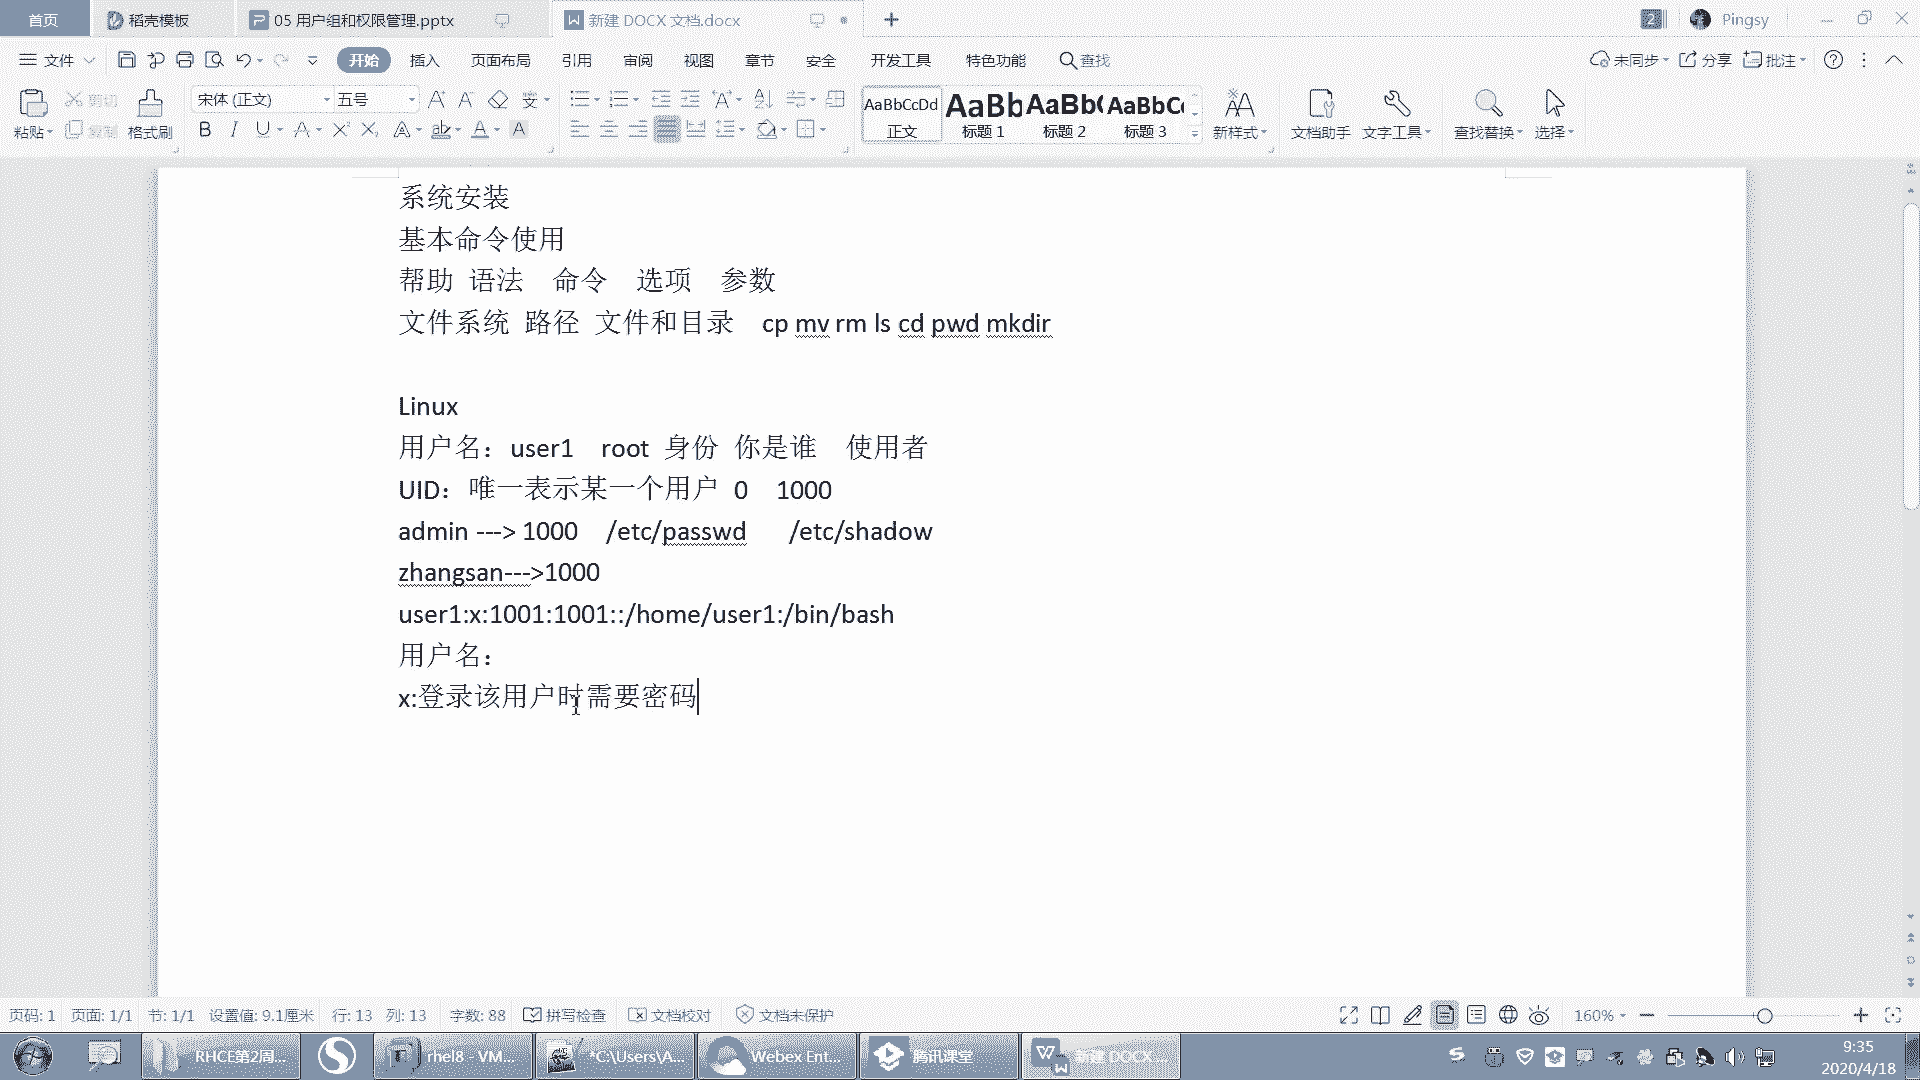 首页 稻壳模板 05 用户组和权限管理.pptx 新建 DOCX 文档.docx 2 Pingsy
文件 开始 插入 页面布局 引用 审阅 视图 章节 安全 开发工具 特色功能 查找 未同步 分享 批注
粘贴 剪切 复制 格式刷 宋体 (正文) 五号 AaBbCcDd 正文 AaBb 标题 1 AaBb( 标题 2 AaBbC 标题 3 新样式 文档助手 文字工具 查找替换 选择
系统安装
基本命令使用
帮助 语法 命令 选项 参数
文件系统 路径 文件和目录 cp mv rm ls cd pwd mkdir
Linux
用户名：user1 root 身份 你是谁 使用者
UID：唯一表示某一个用户 0 1000
admin ---> 1000 /etc/passwd /etc/shadow
zhangsan--->1000
user1:x:1001:1001::/home/user1:/bin/bash
用户名：
x:登录该用户时需要密码
页码: 1 页面: 1/1 节: 1/1 设置值: 9.1厘米 行: 13 列: 13 字数: 88 拼写检查 文档校对 文档未保护 160%
RHCE第2周... rhel8 - VM... *C:\Users\A... Webex Ent... 腾讯课堂 新建 DOCX... 9:35
2020/4/18